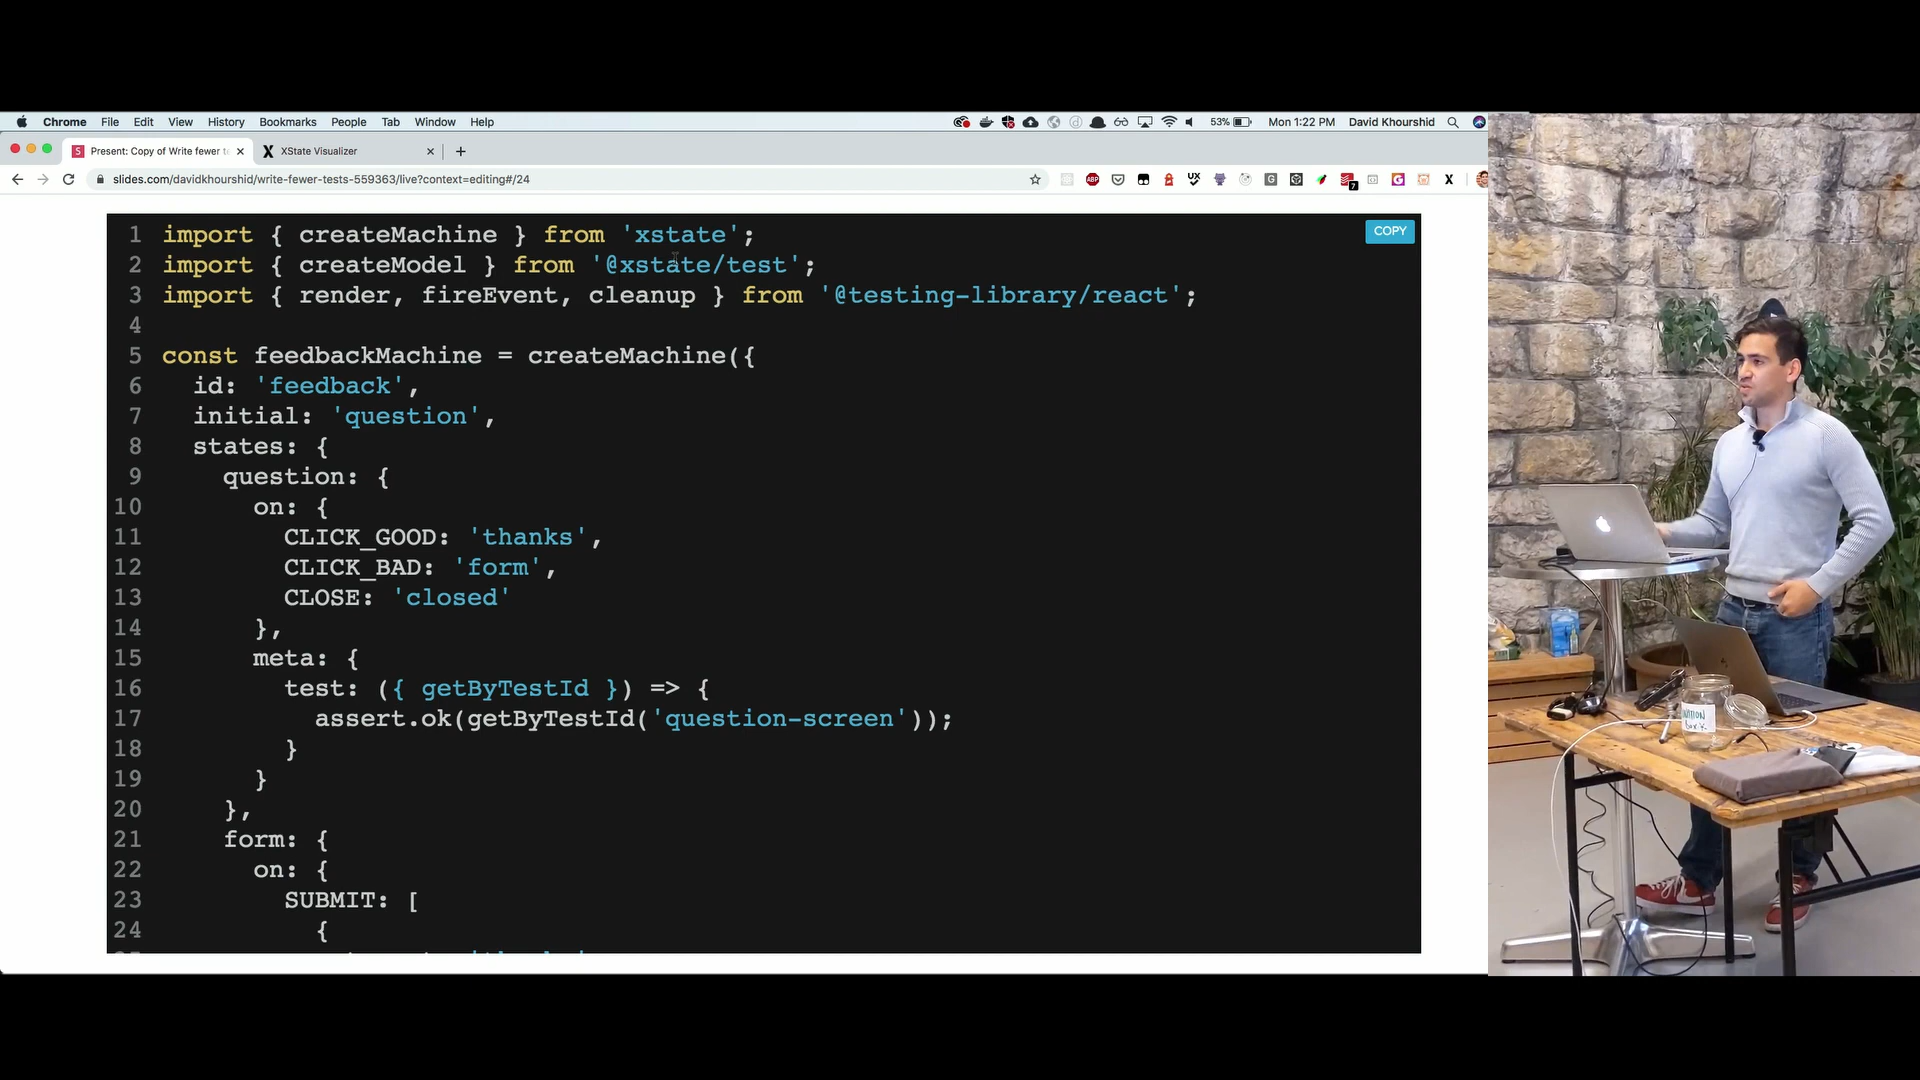 Chrome File Edit View History Bookmarks People Tab Window Help 53% Mon 1:22 PM David Khourshid
Present: Copy of Write fewer te
XState Visualizer
slides.com/davidkhourshid/write-fewer-tests-559363/live?context=editing#/24
COPY
1 import { createMachine } from 'xstate';
2 import { createModel } from '@xstate/test';
3 import { render, fireEvent, cleanup } from '@testing-library/react';
4
5 const feedbackMachine = createMachine({
6 id: 'feedback',
7 initial: 'question',
8 states: {
9 question: {
10 on: {
11 CLICK_GOOD: 'thanks',
12 CLICK_BAD: 'form',
13 CLOSE: 'closed'
14 },
15 meta: {
16 test: ({ getByTestId }) => {
17 assert.ok(getByTestId('question-screen'));
18 }
19 }
20 },
21 form: {
22 on: {
23 SUBMIT: [
24 {